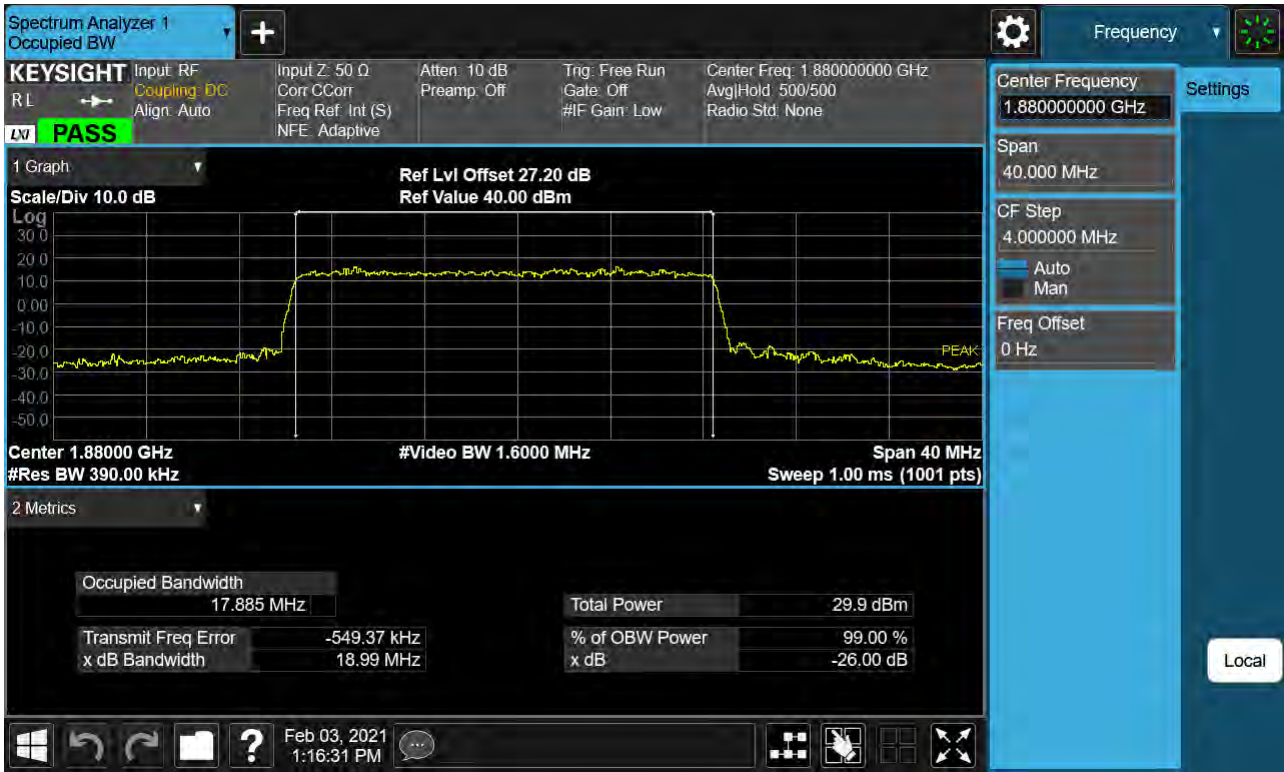 Spectrum Analyzer 1
Occupied BW
Frequency
KEYSIGHT
RL
LXI
PASS
Input: RF
Coupling: DC
Align: Auto
Input Z: 50 Ω
Corr CCorr
Freq Ref: Int (S)
NFE: Adaptive
Atten: 10 dB
Preamp: Off
Trig: Free Run
Gate: Off
#IF Gain: Low
Center Freq: 1.880000000 GHz
Avg|Hold: 500/500
Radio Std: None
Center Frequency
1.880000000 GHz
Settings
Span
40.000 MHz
CF Step
4.000000 MHz
Auto
Man
Freq Offset
0 Hz
1 Graph
Scale/Div 10.0 dB
Ref Lvl Offset 27.20 dB
Ref Value 40.00 dBm
Log
30.0
20.0
10.0
0.00
-10.0
-20.0
-30.0
-40.0
-50.0
PEAK
Center 1.88000 GHz
#Res BW 390.00 kHz
#Video BW 1.6000 MHz
Span 40 MHz
Sweep 1.00 ms (1001 pts)
2 Metrics
Occupied Bandwidth
17.885 MHz
Transmit Freq Error -549.37 kHz
x dB Bandwidth 18.99 MHz
Total Power 29.9 dBm
% of OBW Power 99.00 %
x dB -26.00 dB
Local
?
Feb 03, 2021
1:16:31 PM